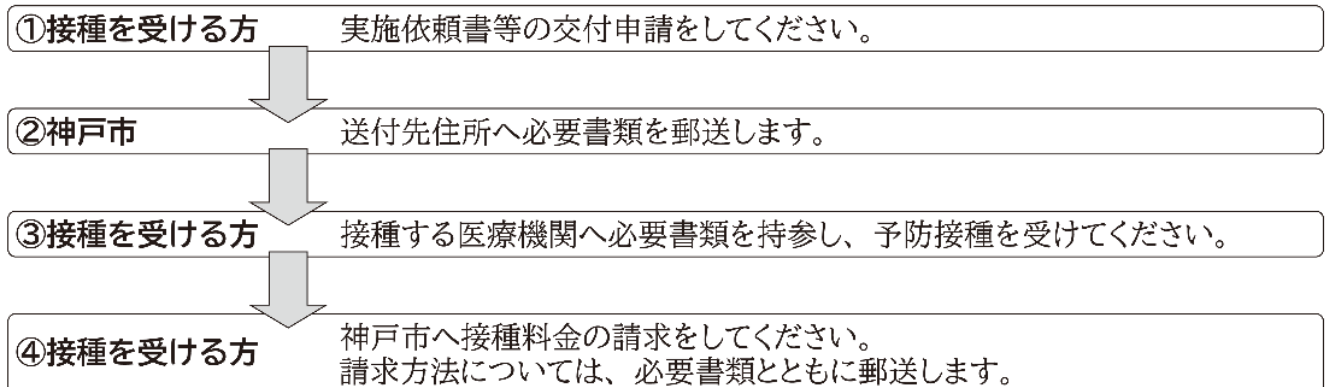 ①接種を受ける方 実施依頼書等の交付申請をしてください。
②神戸市 送付先住所へ必要書類を郵送します。
③接種を受ける方 接種する医療機関へ必要書類を持参し、予防接種を受けてください。
④接種を受ける方 神戸市へ接種料金の請求をしてください。
請求方法については、必要書類とともに郵送します。